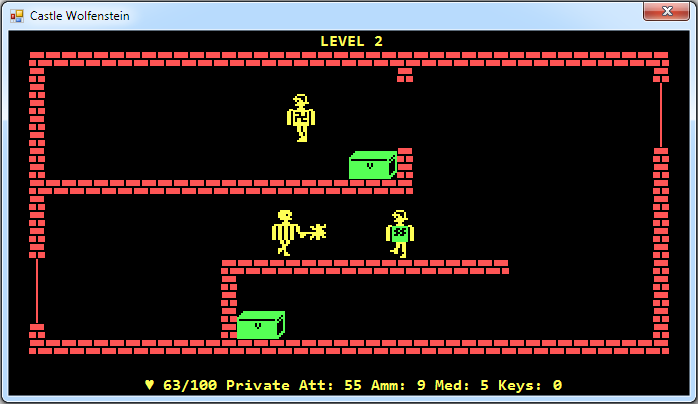 Castle Wolfenstein
LEVEL 2
♥ 63/100 Private Att: 55 Amm: 9 Med: 5 Keys: 0